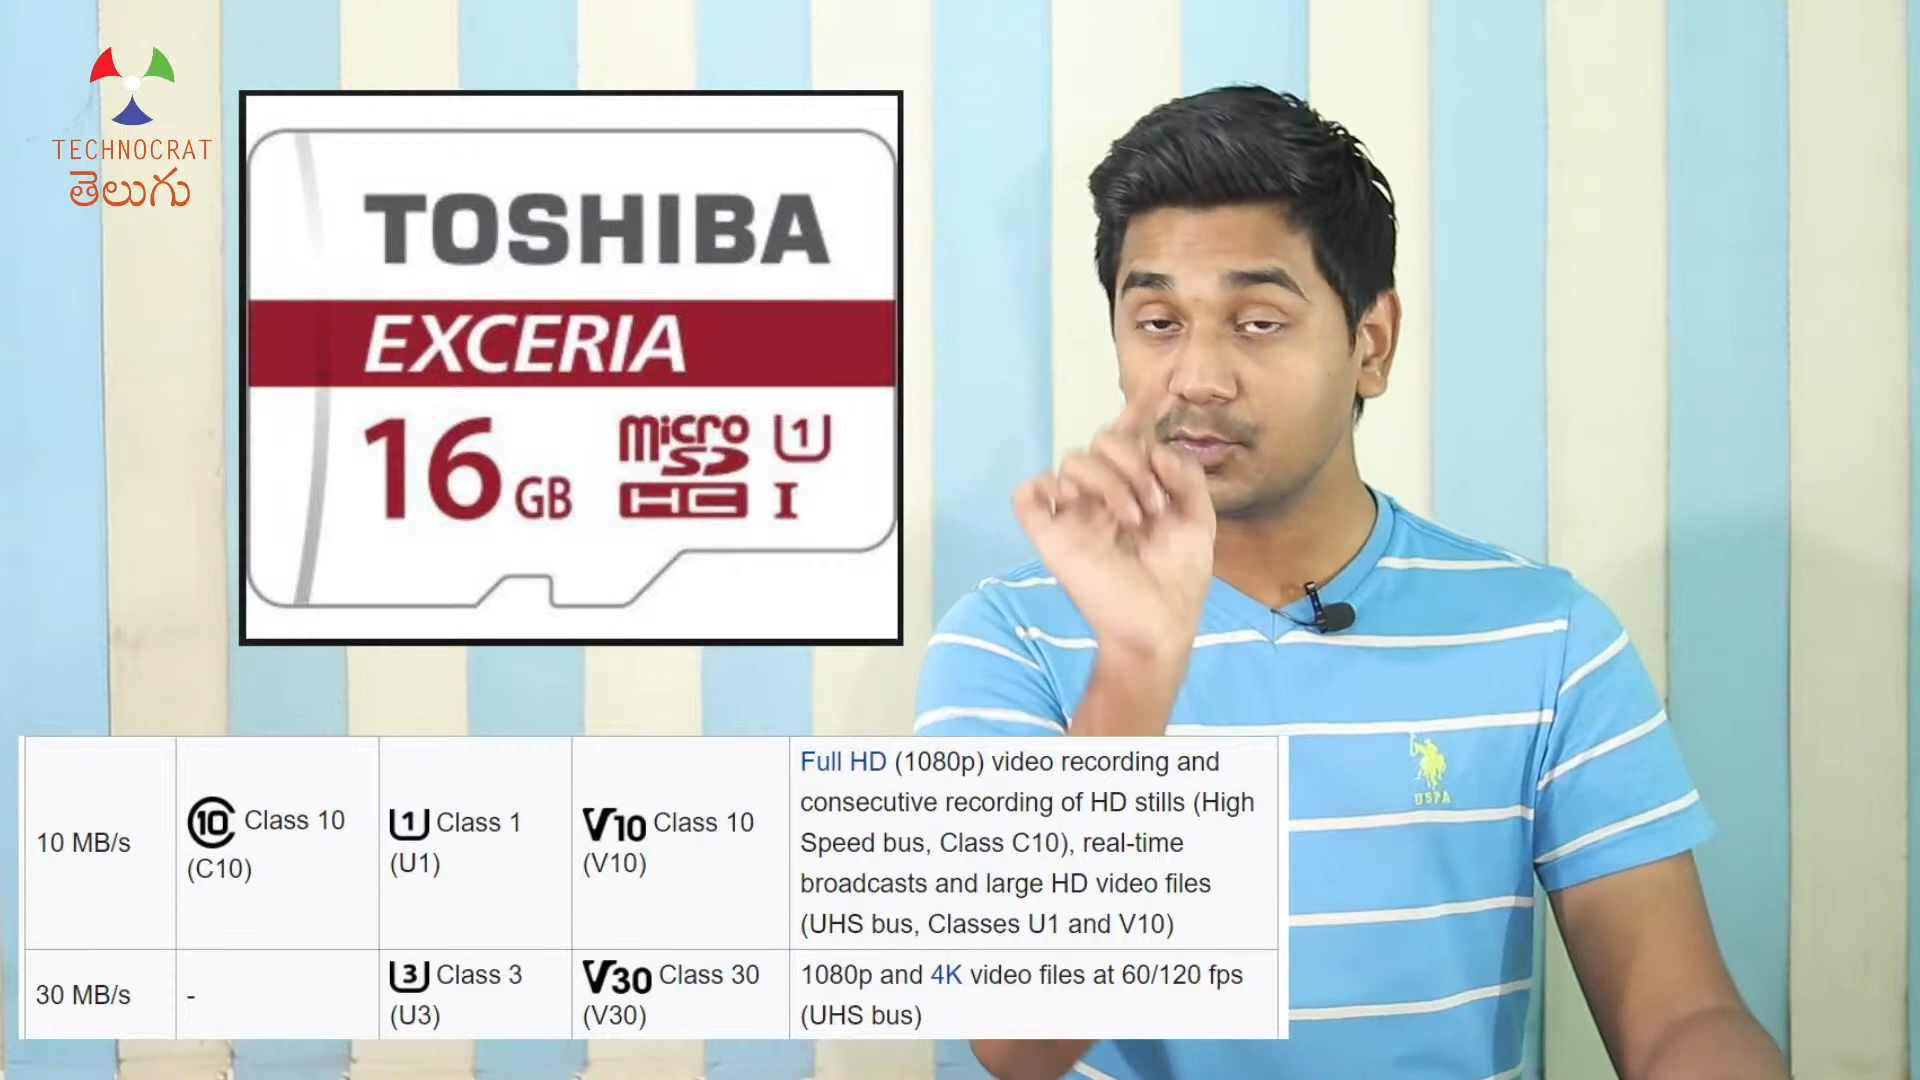 TECHNOCRAT
తెలుగు
TOSHIBA
EXCERIA
16 GB micro SD HC U1 I
10 MB/s
10 Class 10
(C10)
1 Class 1
(U1)
V10 Class 10
(V10)
Full HD (1080p) video recording and
consecutive recording of HD stills (High
Speed bus, Class C10), real-time
broadcasts and large HD video files
(UHS bus, Classes U1 and V10)
30 MB/s
-
3 Class 3
(U3)
V30 Class 30
(V30)
1080p and 4K video files at 60/120 fps
(UHS bus)
USPA